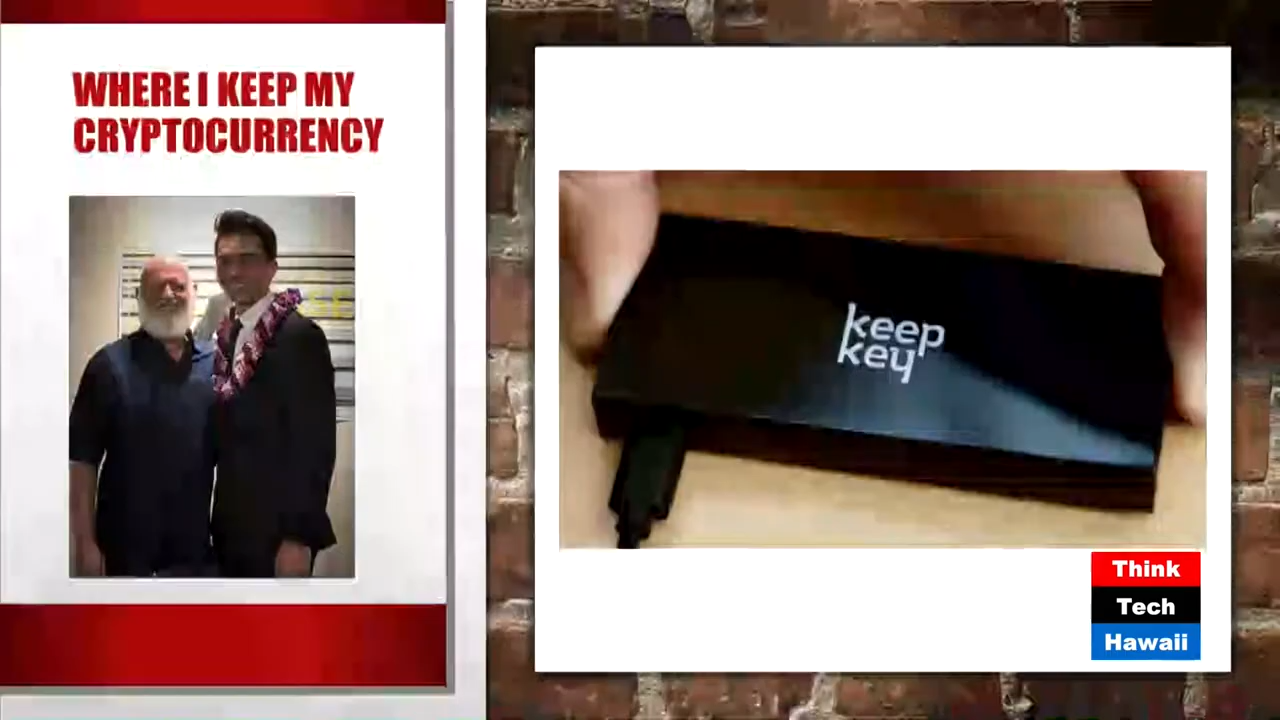 WHERE I KEEP MY
CRYPTOCURRENCY
keep
key
Think
Tech
Hawaii